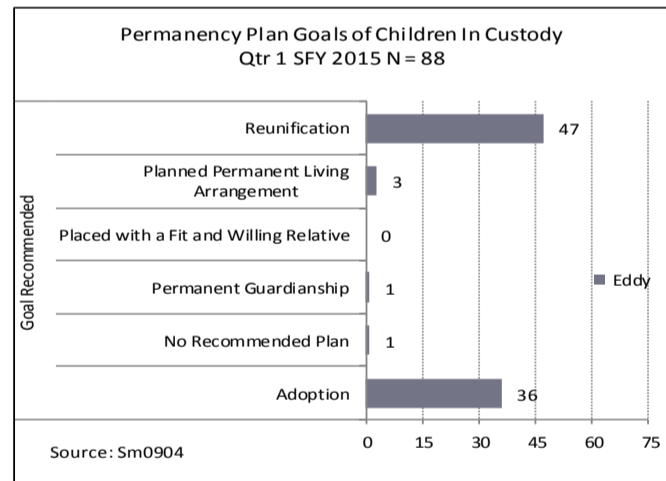 Permanency Plan Goals of Children In Custody
Qtr 1 SFY 2015 N = 88
Goal Recommended
Reunification
47
Planned Permanent Living
Arrangement
3
Placed with a Fit and Willing Relative
0
Permanent Guardianship
1
No Recommended Plan
1
Adoption
36
Eddy
0 15 30 45 60 75
Source: Sm0904